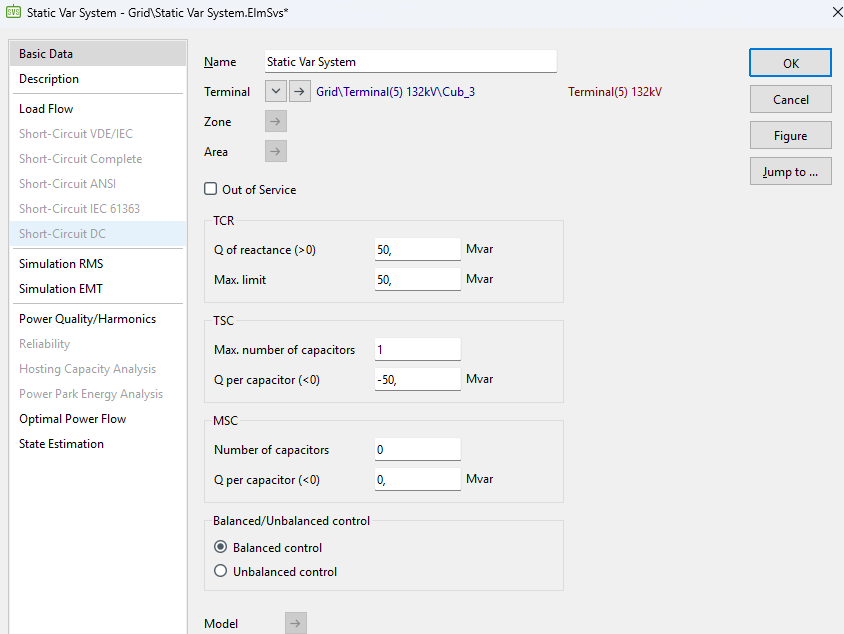 SVS Static Var System - Grid\Static Var System.ElmSvs*
Basic Data
Description
Load Flow
Short-Circuit VDE/IEC
Short-Circuit Complete
Short-Circuit ANSI
Short-Circuit IEC 61363
Short-Circuit DC
Simulation RMS
Simulation EMT
Power Quality/Harmonics
Reliability
Hosting Capacity Analysis
Power Park Energy Analysis
Optimal Power Flow
State Estimation
Name Static Var System
Terminal Grid\Terminal(5) 132kV\Cub_3 Terminal(5) 132kV
Zone
Area
Out of Service
TCR
Q of reactance (>0) 50, Mvar
Max. limit 50, Mvar
TSC
Max. number of capacitors 1
Q per capacitor (<0) -50, Mvar
MSC
Number of capacitors 0
Q per capacitor (<0) 0, Mvar
Balanced/Unbalanced control
Balanced control
Unbalanced control
Model
OK
Cancel
Figure
Jump to ...